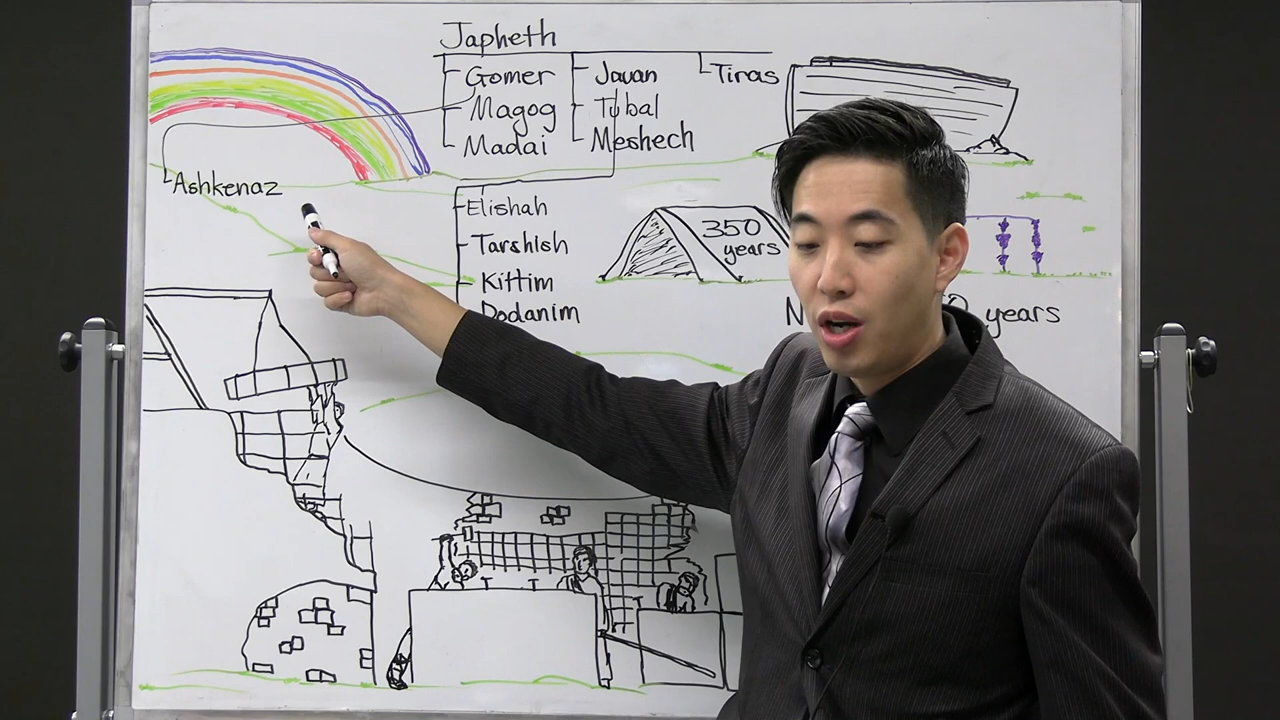 Japheth
Gomer
Magog
Madai
Javan
Tubal
Meshech
Tiras
Ashkenaz
Elishah
Tarshish
Kittim
Dodanim
350
years
years